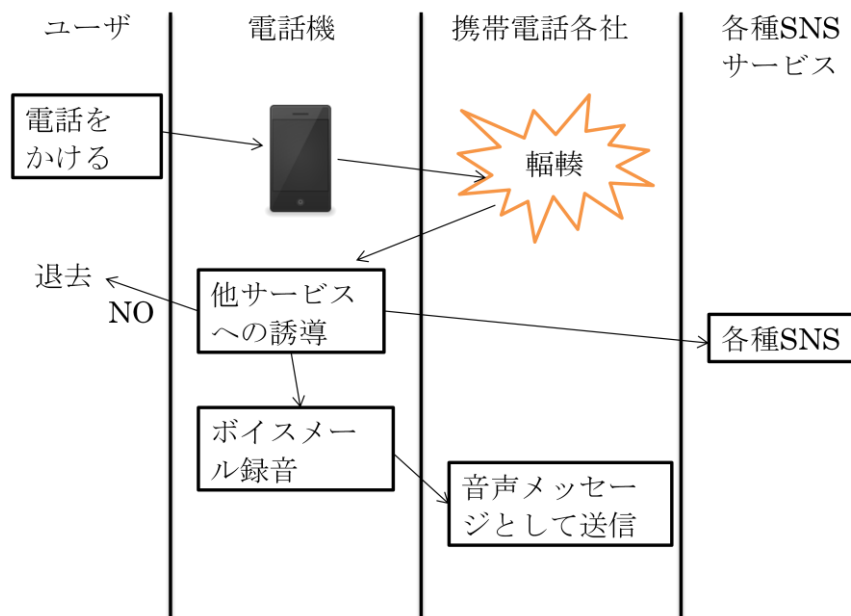 ユーザ
電話機
携帯電話各社
各種SNS
サービス
電話を
かける
輻輳
退去
NO
他サービス
への誘導
各種SNS
ボイスメー
ル録音
音声メッセー
ジとして送信